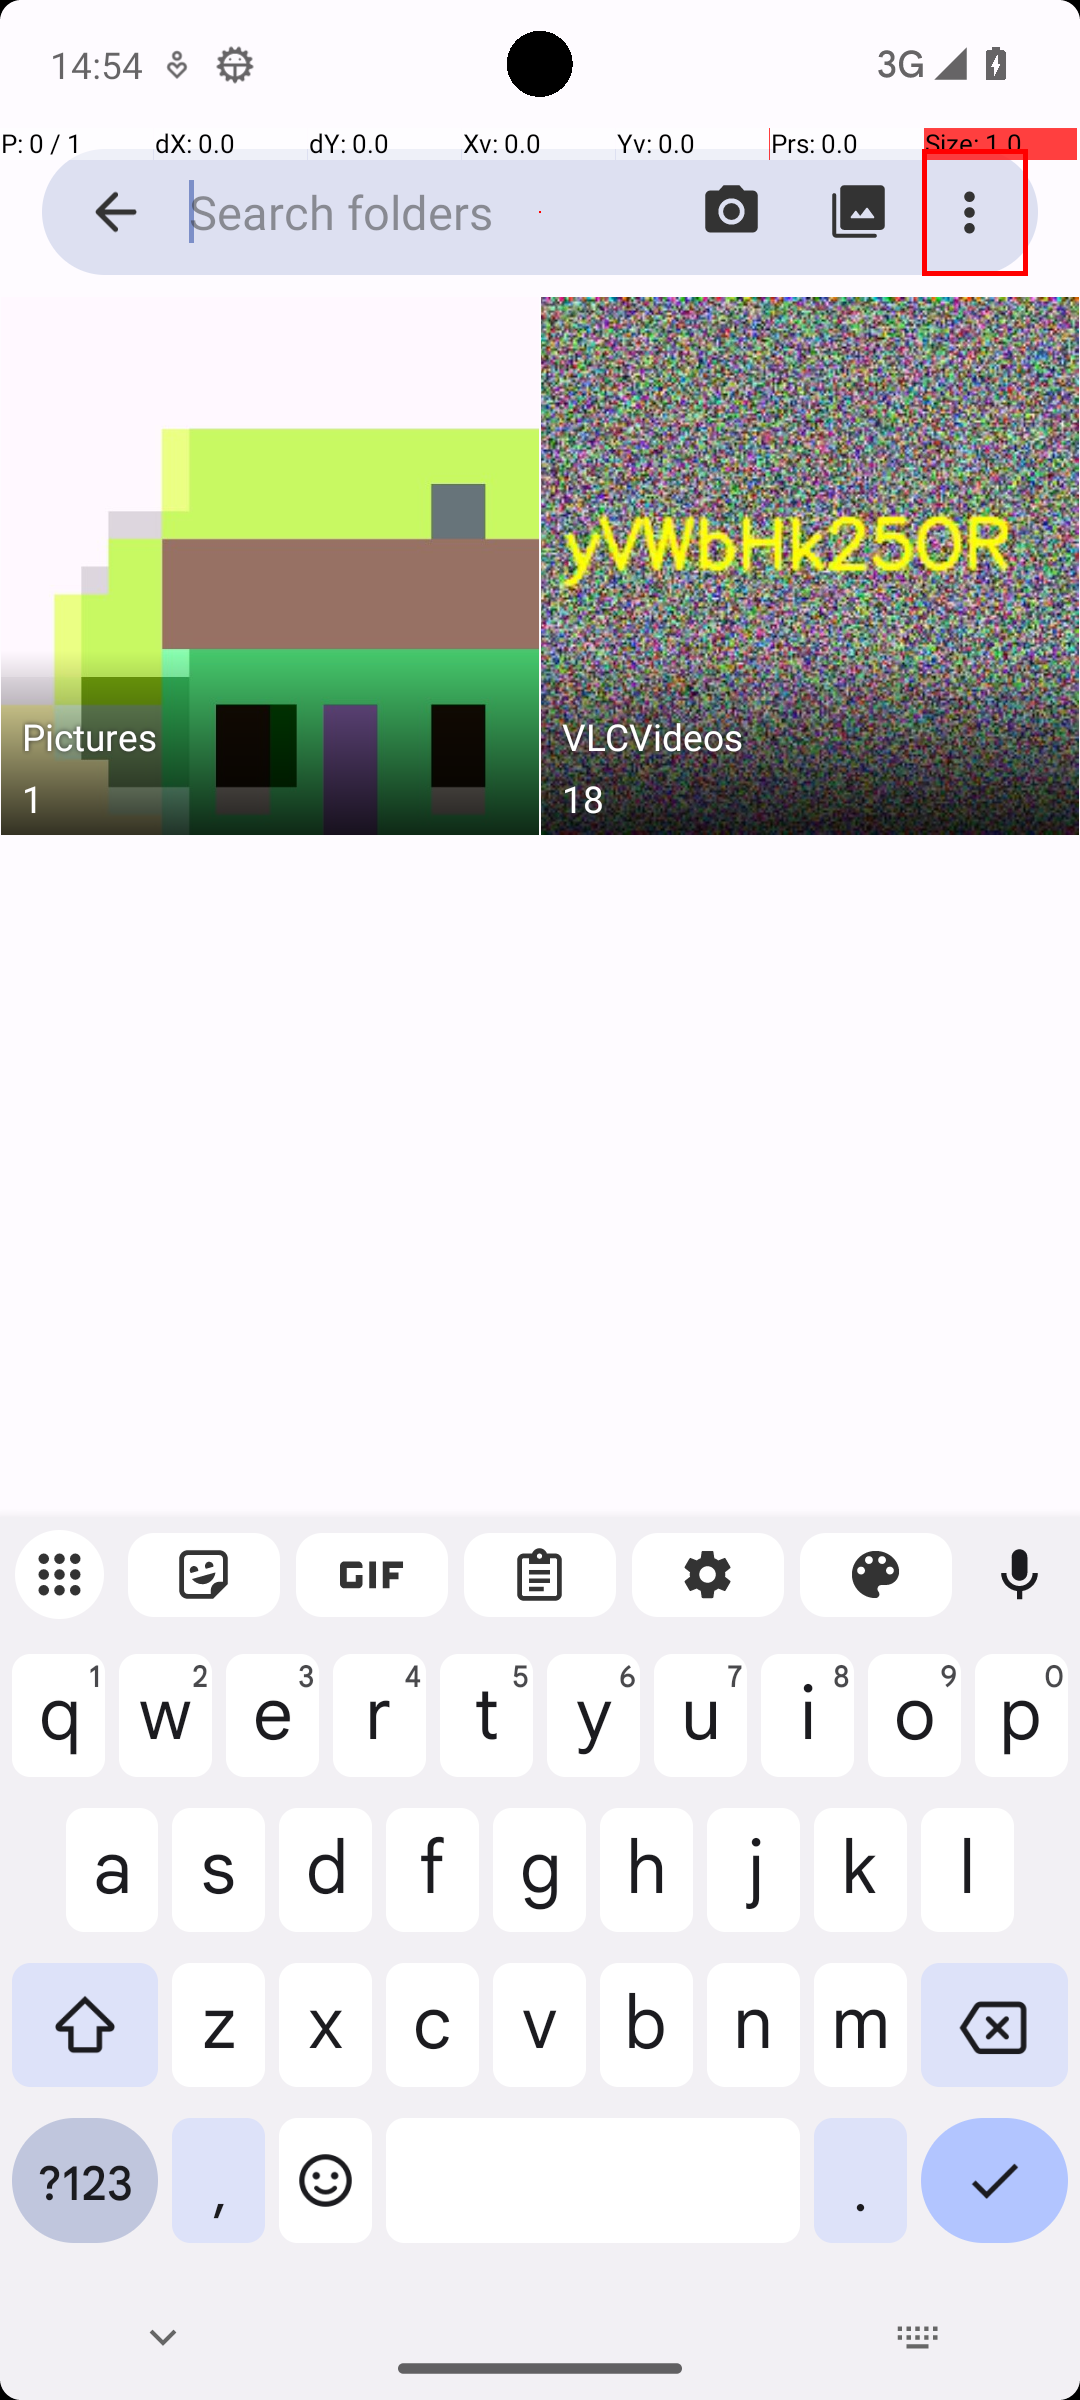 14:54
3G
P: 0 / 1 dX: 0.0 dY: 0.0 Xv: 0.0 Yv: 0.0 Prs: 0.0 Size: 1.0
Search folders
yVWbHk25OR
Pictures
1
VLCVideos
18
GIF
q 1 w 2 e 3 r 4 t 5 y 6 u 7 i 8 o 9 p 0
a s d f g h j k l
z x c v b n m
?123 , .